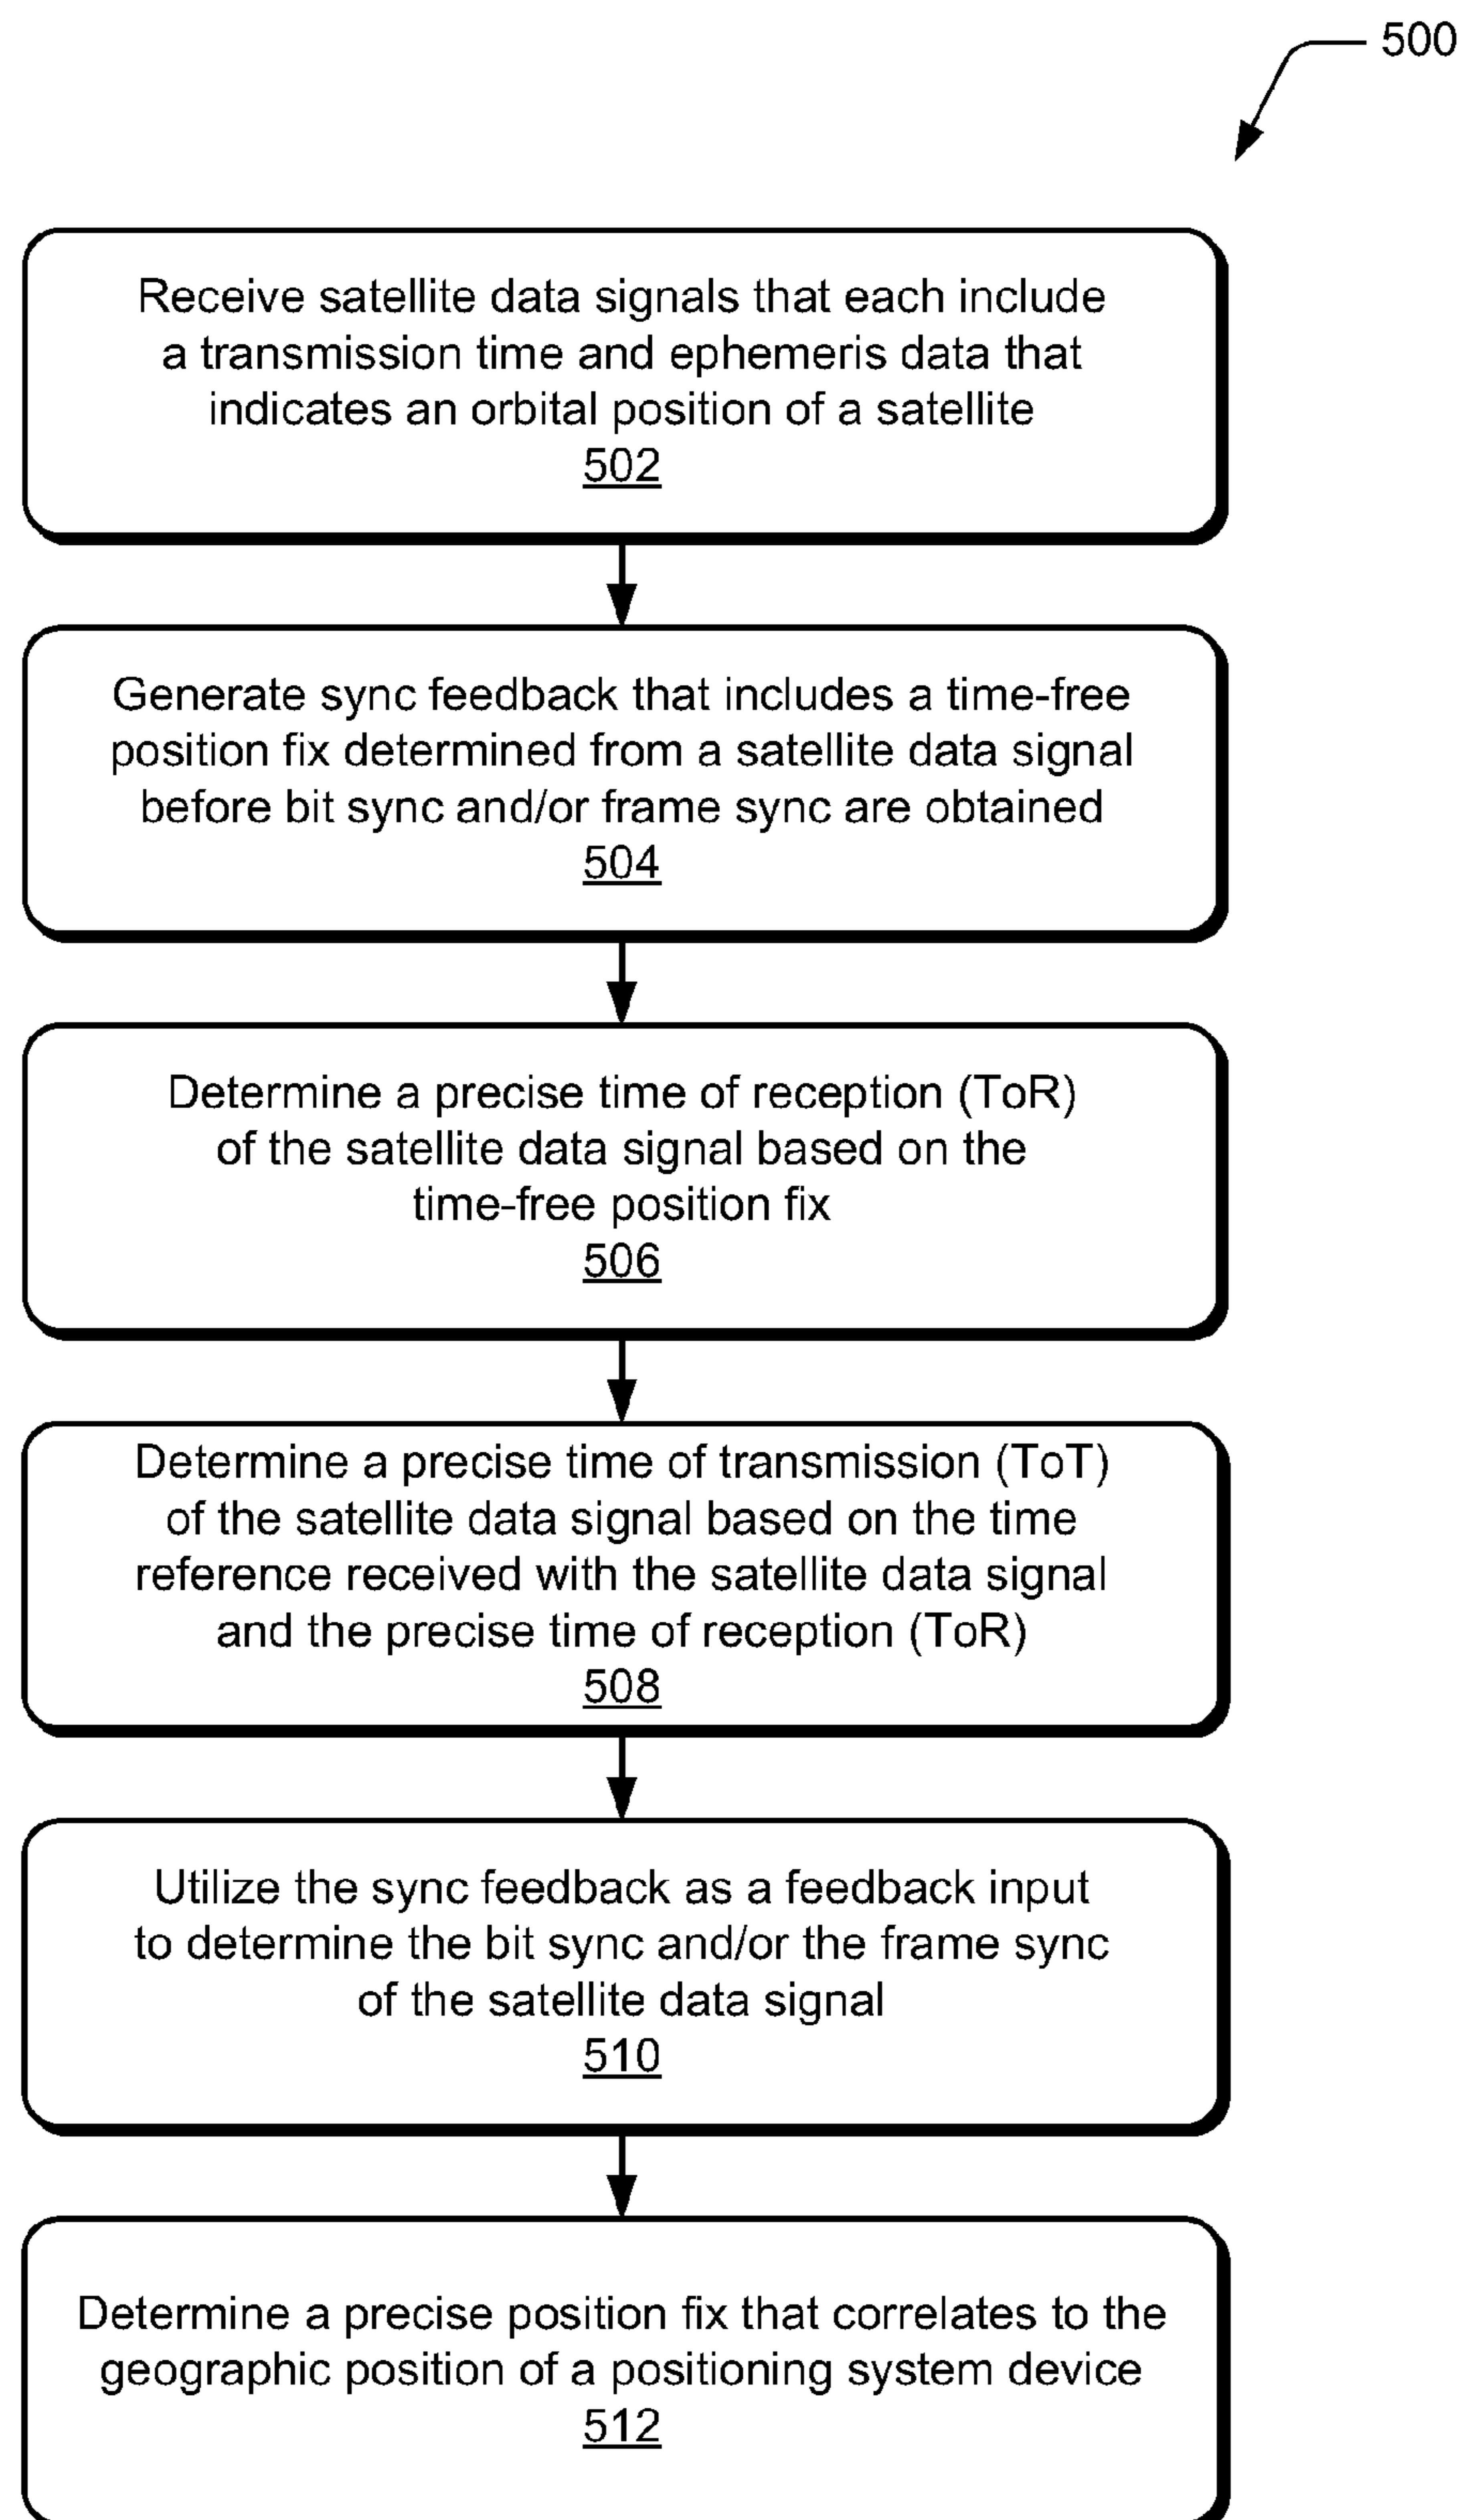 500
Receive satellite data signals that each include
a transmission time and ephemeris data that
indicates an orbital position of a satellite
502
Generate sync feedback that includes a time-free
position fix determined from a satellite data signal
before bit sync and/or frame sync are obtained
504
Determine a precise time of reception (ToR)
of the satellite data signal based on the
time-free position fix
506
Determine a precise time of transmission (ToT)
of the satellite data signal based on the time
reference received with the satellite data signal
and the precise time of reception (ToR)
508
Utilize the sync feedback as a feedback input
to determine the bit sync and/or the frame sync
of the satellite data signal
510
Determine a precise position fix that correlates to the
geographic position of a positioning system device
512